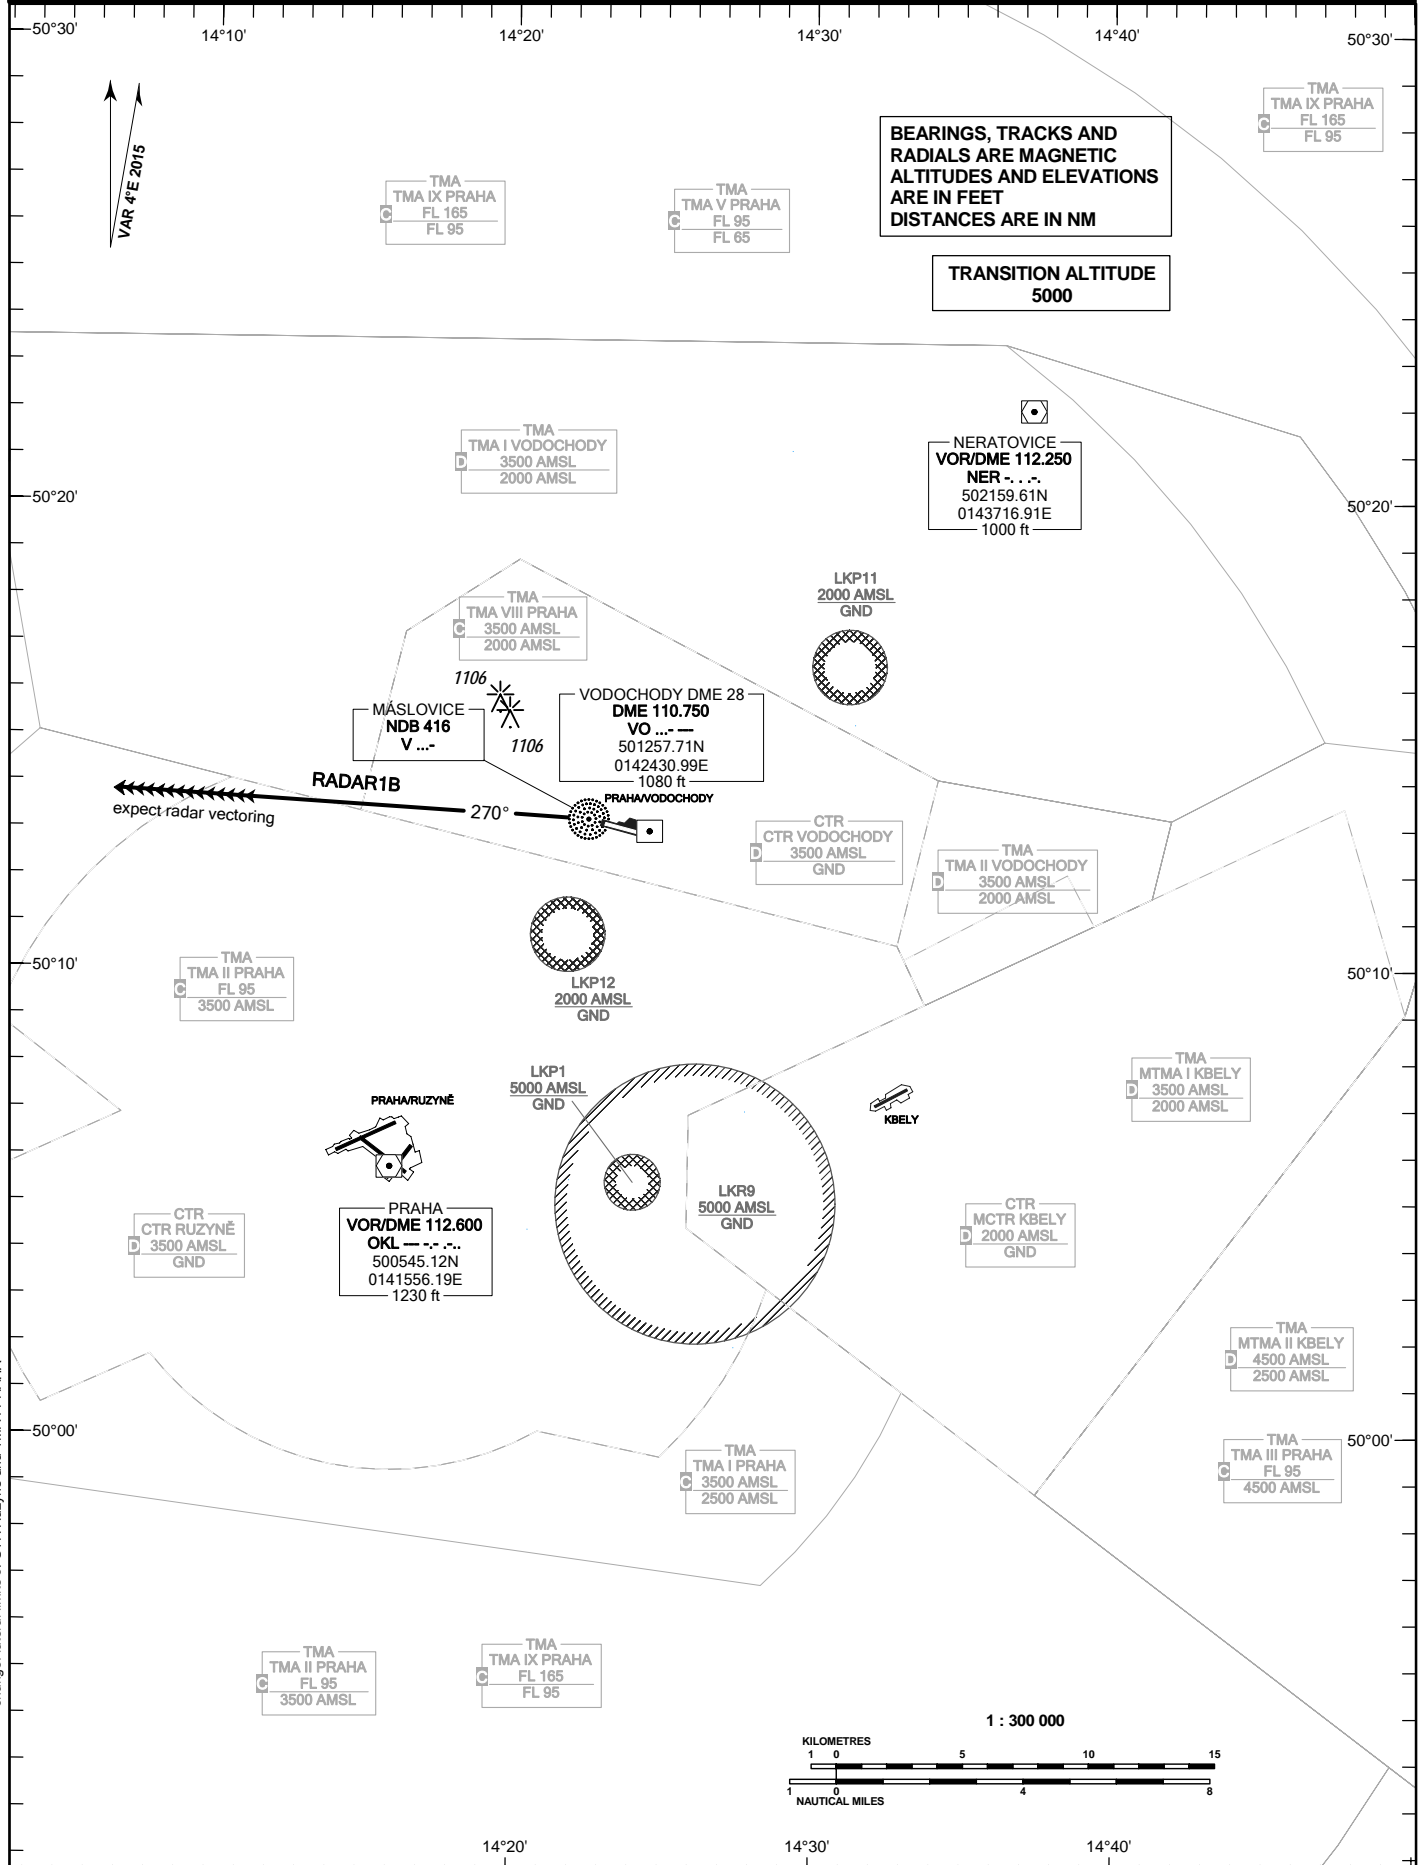 14°10'
14°20'
14°30'
14°40'
50°30'
50°30'
VAR 4°E 2015
TMA
TMA IX PRAHA
C
FL 165
FL 95
TMA
TMA V PRAHA
C
FL 95
FL 65
BEARINGS, TRACKS AND
RADIALS ARE MAGNETIC
ALTITUDES AND ELEVATIONS
ARE IN FEET
DISTANCES ARE IN NM
TRANSITION ALTITUDE
5000
TMA
TMA IX PRAHA
C
FL 165
FL 95
TMA
TMA I VODOCHODY
D
3500 AMSL
2000 AMSL
NERATOVICE
VOR/DME 112.250
NER -. . .-.
502159.61N
0143716.91E
1000 ft
50°20'
50°20'
LKP11
2000 AMSL
GND
TMA
TMA VIII PRAHA
C
3500 AMSL
2000 AMSL
1106
1106
MASLOVICE
NDB 416
V ...-
VODOCHODY DME 28
DME 110.750
VO ...- ---
501257.71N
0142430.99E
1080 ft
PRAHA/VODOCHODY
RADAR1B
270°
expect radar vectoring
CTR
CTR VODOCHODY
D
3500 AMSL
GND
TMA
TMA II VODOCHODY
D
3500 AMSL
2000 AMSL
LKP12
2000 AMSL
GND
TMA
TMA II PRAHA
C
FL 95
3500 AMSL
50°10'
50°10'
LKP1
5000 AMSL
GND
PRAHA/RUZYNĚ
KBELY
TMA
MTMA I KBELY
D
3500 AMSL
2000 AMSL
LKR9
5000 AMSL
GND
PRAHA
VOR/DME 112.600
OKL --- -.- .-..
500545.12N
0141556.19E
1230 ft
CTR
CTR RUZYNĚ
D
3500 AMSL
GND
CTR
MCTR KBELY
D
2000 AMSL
GND
TMA
MTMA II KBELY
D
4500 AMSL
2500 AMSL
50°00'
50°00'
TMA
TMA I PRAHA
C
3500 AMSL
2500 AMSL
TMA
TMA III PRAHA
C
FL 95
4500 AMSL
TMA
TMA II PRAHA
C
FL 95
3500 AMSL
TMA
TMA IX PRAHA
C
FL 165
FL 95
1 : 300 000
KILOMETRES
1 0 5 10 15
1 0 4 8
NAUTICAL MILES
14°20'
14°30'
14°40'